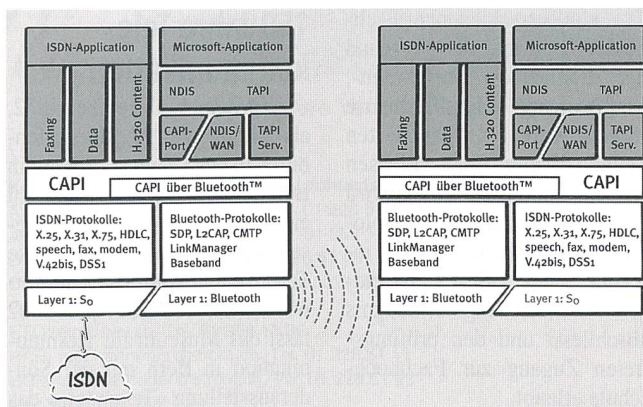 ISDN-Application
Microsoft-Application
Faxing
Data
H.320 Content
NDIS TAPI
CAPI-
Port
NDIS/
WAN
TAPI
Serv.
CAPI
CAPI über Bluetooth™
ISDN-Protokolle:
X.25, X.31, X.75, HDLC,
speech, fax, modem,
V.42bis, DSS1
Bluetooth-Protokolle:
SDP, L2CAP, CMTP
LinkManager
Baseband
Layer 1: S₀
Layer 1: Bluetooth
ISDN
ISDN-Application
Microsoft-Application
Faxing
Data
H.320 Content
NDIS TAPI
CAPI-
Port
NDIS/
WAN
TAPI
Serv.
CAPI über Bluetooth™
CAPI
Bluetooth-Protokolle:
SDP, L2CAP, CMTP
LinkManager
Baseband
ISDN-Protokolle:
X.25, X.31, X.75, HDLC,
speech, fax, modem,
V.42bis, DSS1
Layer 1: Bluetooth
Layer 1: S₀